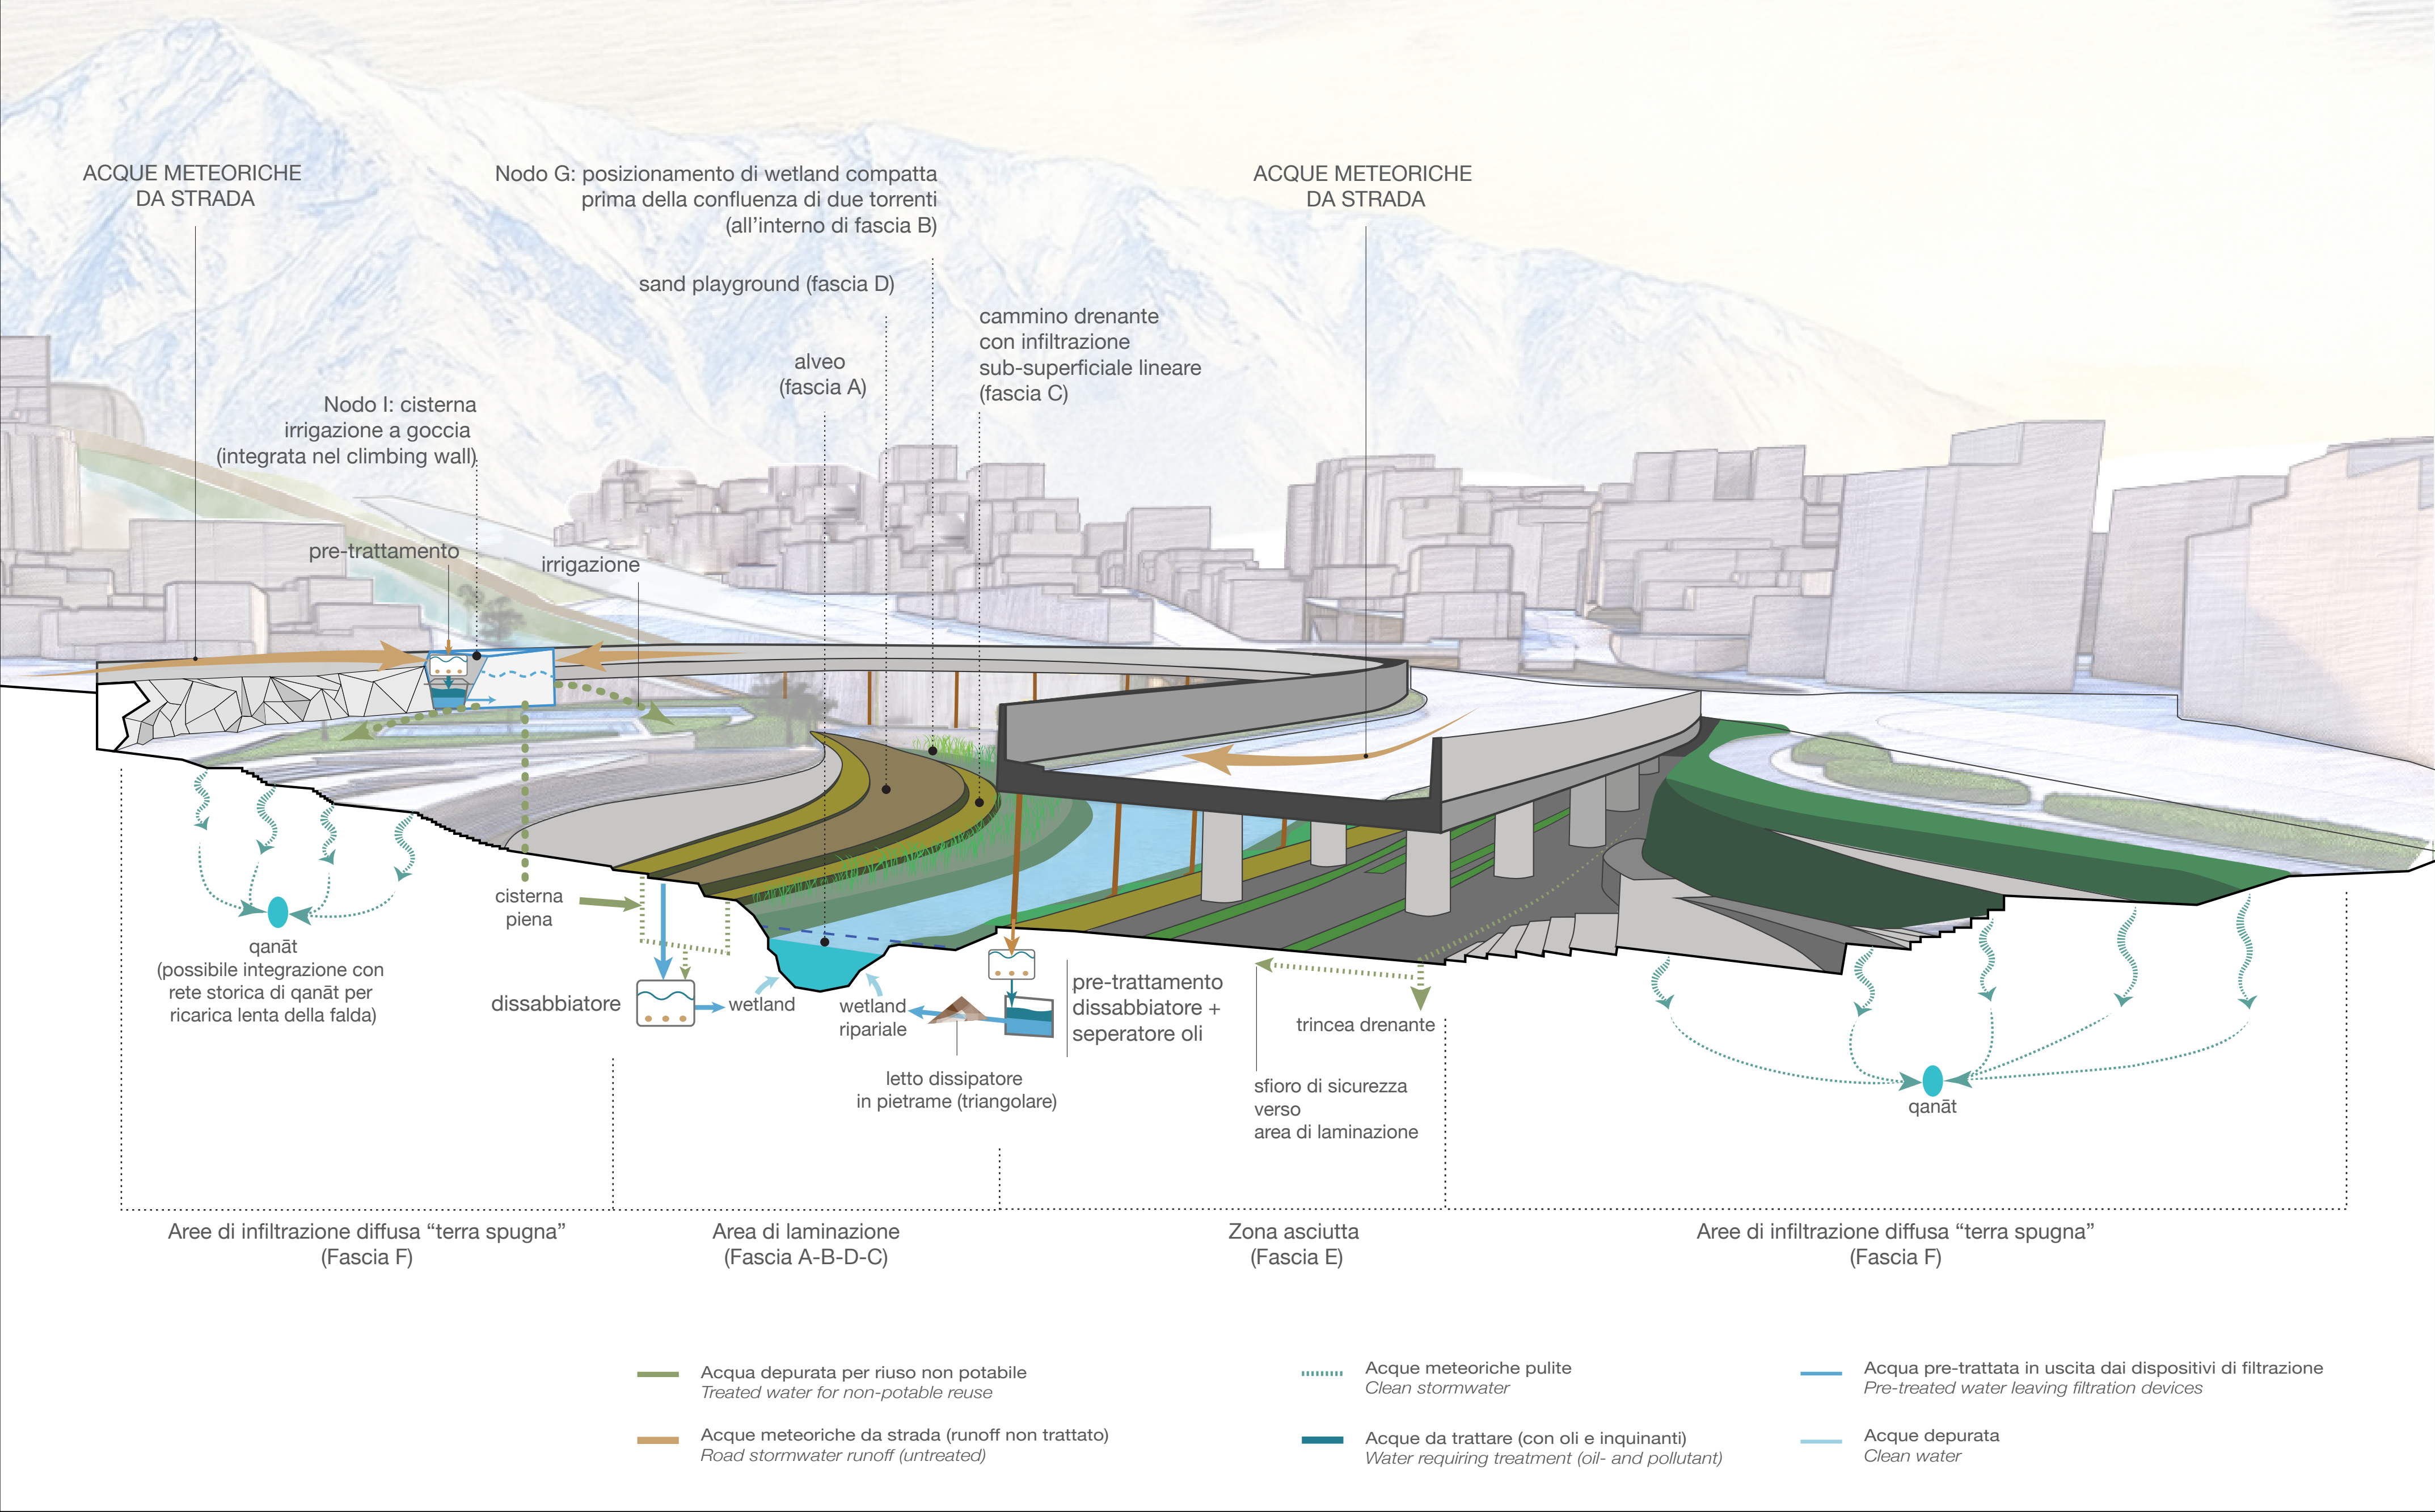 ACQUE METEORICHE
DA STRADA
Nodo G: posizionamento di wetland compatta
prima della confluenza di due torrenti
(all’interno di fascia B)
ACQUE METEORICHE
DA STRADA
sand playground (fascia D)
cammino drenante
con infiltrazione
sub-superficiale lineare
(fascia C)
alveo
(fascia A)
Nodo I: cisterna
irrigazione a goccia
(integrata nel climbing wall)
pre-trattamento
irrigazione
cisterna
piena
qanāt
(possibile integrazione con
rete storica di qanāt per
ricarica lenta della falda)
dissabbiatore
wetland
wetland
ripariale
pre-trattamento
dissabbiatore +
seperatore oli
letto dissipatore
in pietrame (triangolare)
trincea drenante
sfioro di sicurezza
verso
area di laminazione
qanāt
Aree di infiltrazione diffusa “terra spugna”
(Fascia F)
Area di laminazione
(Fascia A-B-D-C)
Zona asciutta
(Fascia E)
Aree di infiltrazione diffusa “terra spugna”
(Fascia F)
Acqua depurata per riuso non potabile
Treated water for non-potable reuse
Acque meteoriche da strada (runoff non trattato)
Road stormwater runoff (untreated)
Acque meteoriche pulite
Clean stormwater
Acque da trattare (con oli e inquinanti)
Water requiring treatment (oil- and pollutant)
Acqua pre-trattata in uscita dai dispositivi di filtrazione
Pre-treated water leaving filtration devices
Acque depurata
Clean water